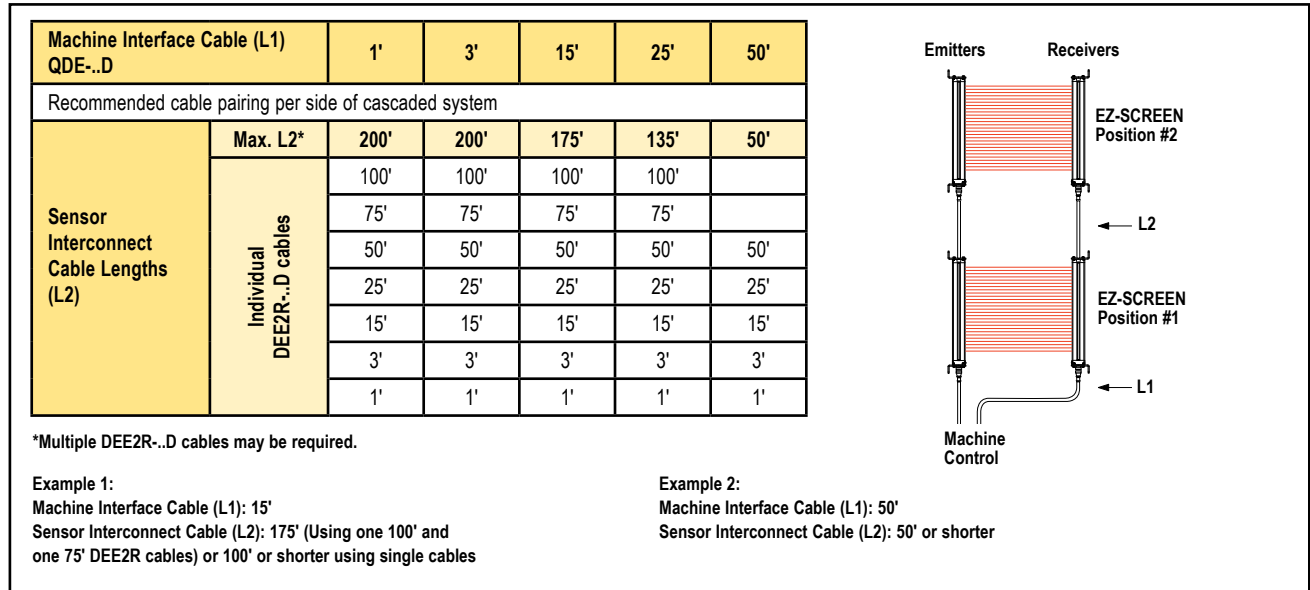 Machine Interface Cable (L1)
QDE-..D
1' 3' 15' 25' 50'
Recommended cable pairing per side of cascaded system
Sensor
Interconnect
Cable Lengths
(L2)
Max. L2* 200' 200' 175' 135' 50'
Individual
DEE2R-..D cables
100' 100' 100' 100'
75' 75' 75' 75'
50' 50' 50' 50' 50'
25' 25' 25' 25' 25'
15' 15' 15' 15' 15'
3' 3' 3' 3' 3'
1' 1' 1' 1' 1'
*Multiple DEE2R-..D cables may be required.
Example 1:
Machine Interface Cable (L1): 15'
Sensor Interconnect Cable (L2): 175' (Using one 100' and
one 75' DEE2R cables) or 100' or shorter using single cables
Example 2:
Machine Interface Cable (L1): 50'
Sensor Interconnect Cable (L2): 50' or shorter
Emitters Receivers
EZ-SCREEN
Position #2
L2
EZ-SCREEN
Position #1
L1
Machine
Control